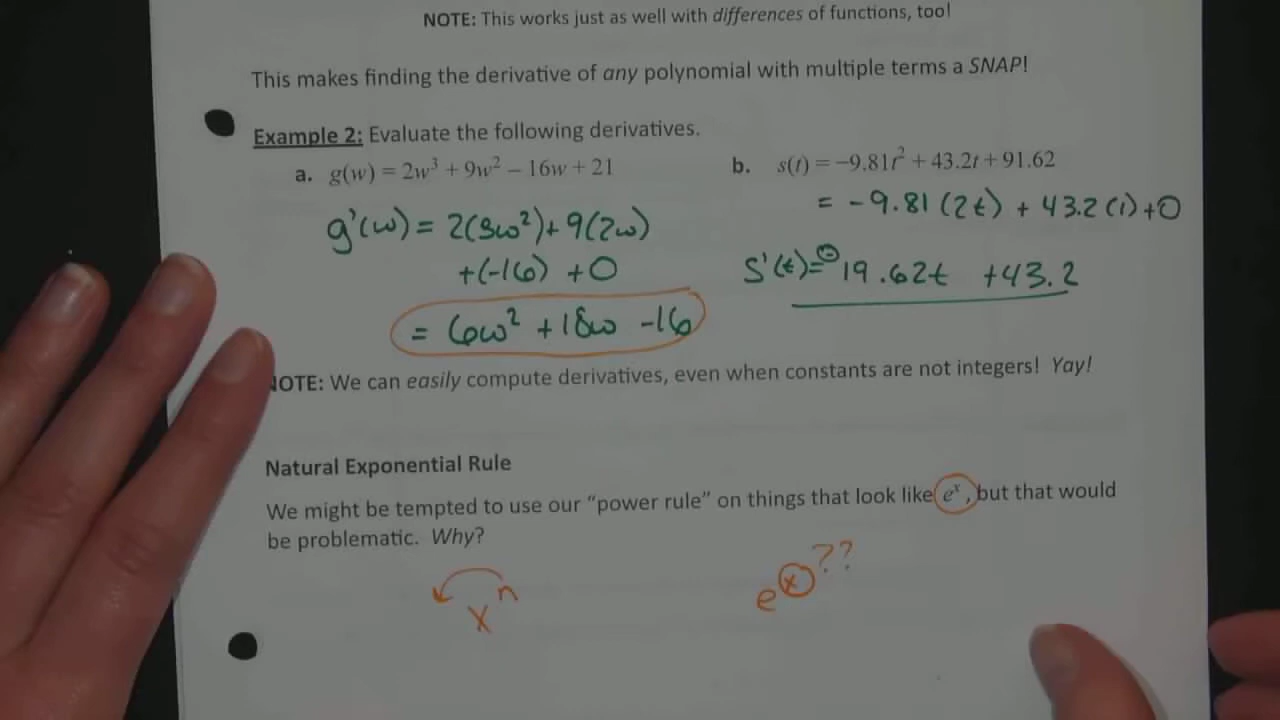 NOTE: This works just as well with differences of functions, too!
This makes finding the derivative of any polynomial with multiple terms a SNAP!
Example 2: Evaluate the following derivatives.
a. g(w) = 2w³ + 9w² − 16w + 21
g'(w) = 2(3w²) + 9(2w)
+(-16) + 0
= 6w² + 18w - 16
b. s(t) = −9.81t² + 43.2t + 91.62
= -9.81(2t) + 43.2(1) + 0
s'(t) = -19.62t + 43.2
NOTE: We can easily compute derivatives, even when constants are not integers! Yay!
Natural Exponential Rule
We might be tempted to use our “power rule” on things that look like eˣ, but that would
be problematic. Why?
xⁿ
eˣ ??